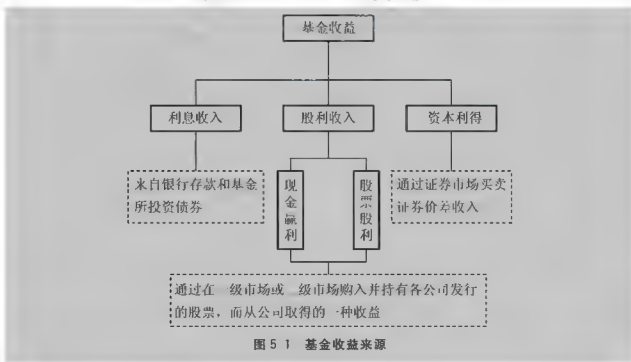 基金收益
利息收入
股利收入
资本利得
来自银行存款和基金
所投资债券
现金赢利
股票股利
通过证券市场买卖
证券价差收入
通过在一级市场或二级市场购入并持有各公司发行
的股票，而从公司取得的一种收益
图 5 1 基金收益来源